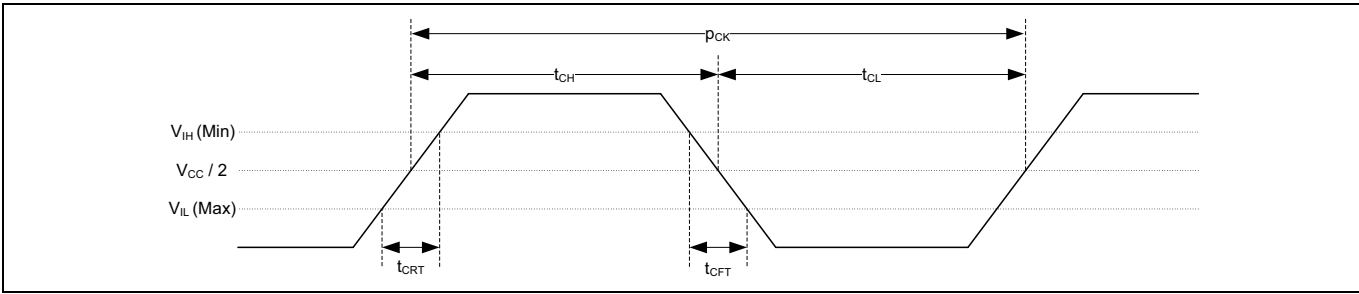 pCK
tCH
tCL
VIH (Min)
VCC / 2
VIL (Max)
tCRT
tCFT